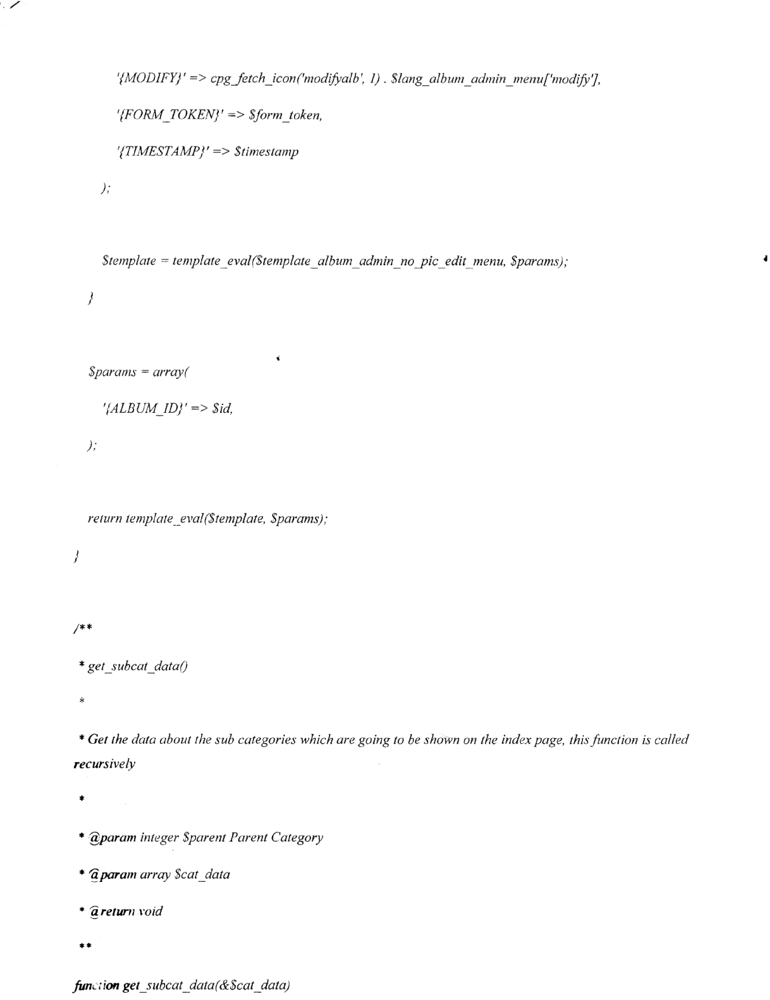 '{MODIFY}' => cpg_fetch_icon('modifyalb', 1) . $lang_album_admin_menu['modify'],
'{FORM_TOKEN}' => $form_token,
'{TIMESTAMP}' => $timestamp
);
$template = template_eval($template_album_admin_no_pic_edit_menu, $params);
}
$params = array(
'{ALBUM_ID}' => $id,
);
return template_eval($template, $params);
}
/**
* get_subcat_data()
*
* Get the data about the sub categories which are going to be shown on the index page, this function is called
recursively
*
* @param integer $parent Parent Category
* @param array $cat_data
* @return void
**
function get_subcat_data(&$cat_data)